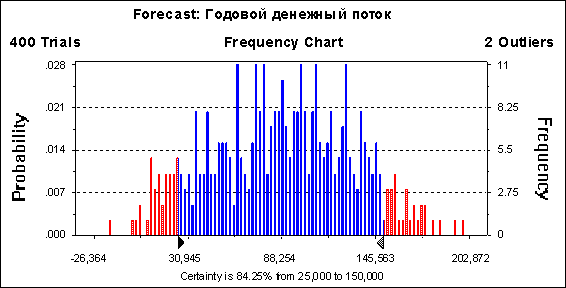 Forecast: Годовой денежный поток
400 Trials Frequency Chart 2 Outliers
.028 11
.021 8.25
.014 5.5
.007 2.75
.000 0
Probability
Frequency
-26,364 30,945 88,254 145,563 202,872
Certainty is 84.25% from 25,000 to 150,000